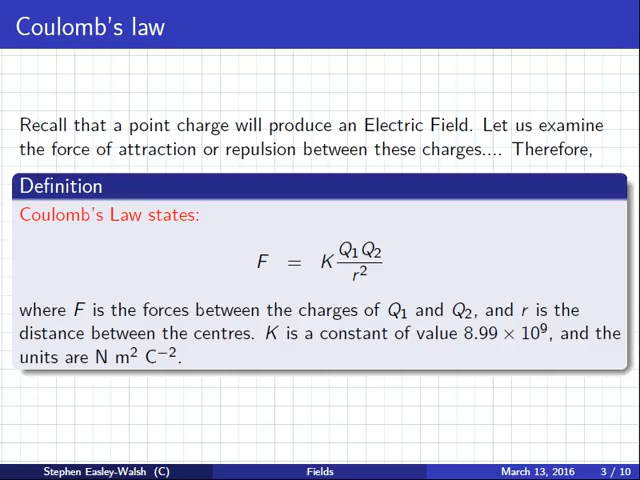 Coulomb's law
Recall that a point charge will produce an Electric Field. Let us examine
the force of attraction or repulsion between these charges.... Therefore,
Definition
Coulomb's Law states:
F = K Q₁Q₂ / r²
where F is the forces between the charges of Q₁ and Q₂, and r is the
distance between the centres. K is a constant of value 8.99 × 10⁹, and the
units are N m² C⁻².
Stephen Easley-Walsh (C) Fields March 13, 2016 3 / 10